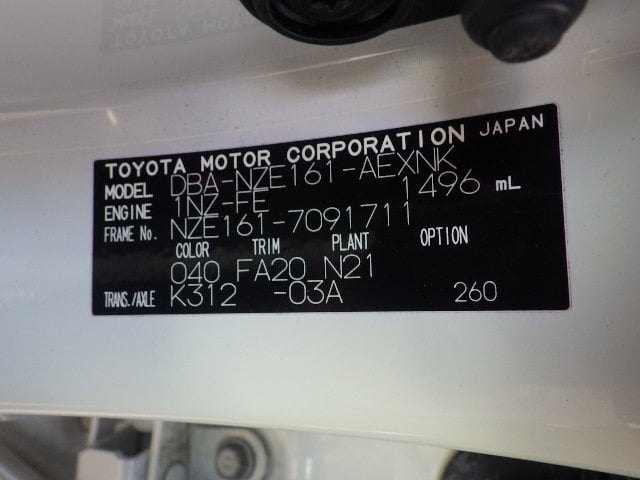 TOYOTA MOTOR CORPORATION JAPAN
MODEL DBA-NZE161-AEXNK
ENGINE 1NZ-FE 1496 mL
FRAME No. NZE161-7091711
COLOR TRIM PLANT OPTION
040 FA20 N21
TRANS./AXLE K312 -03A 260